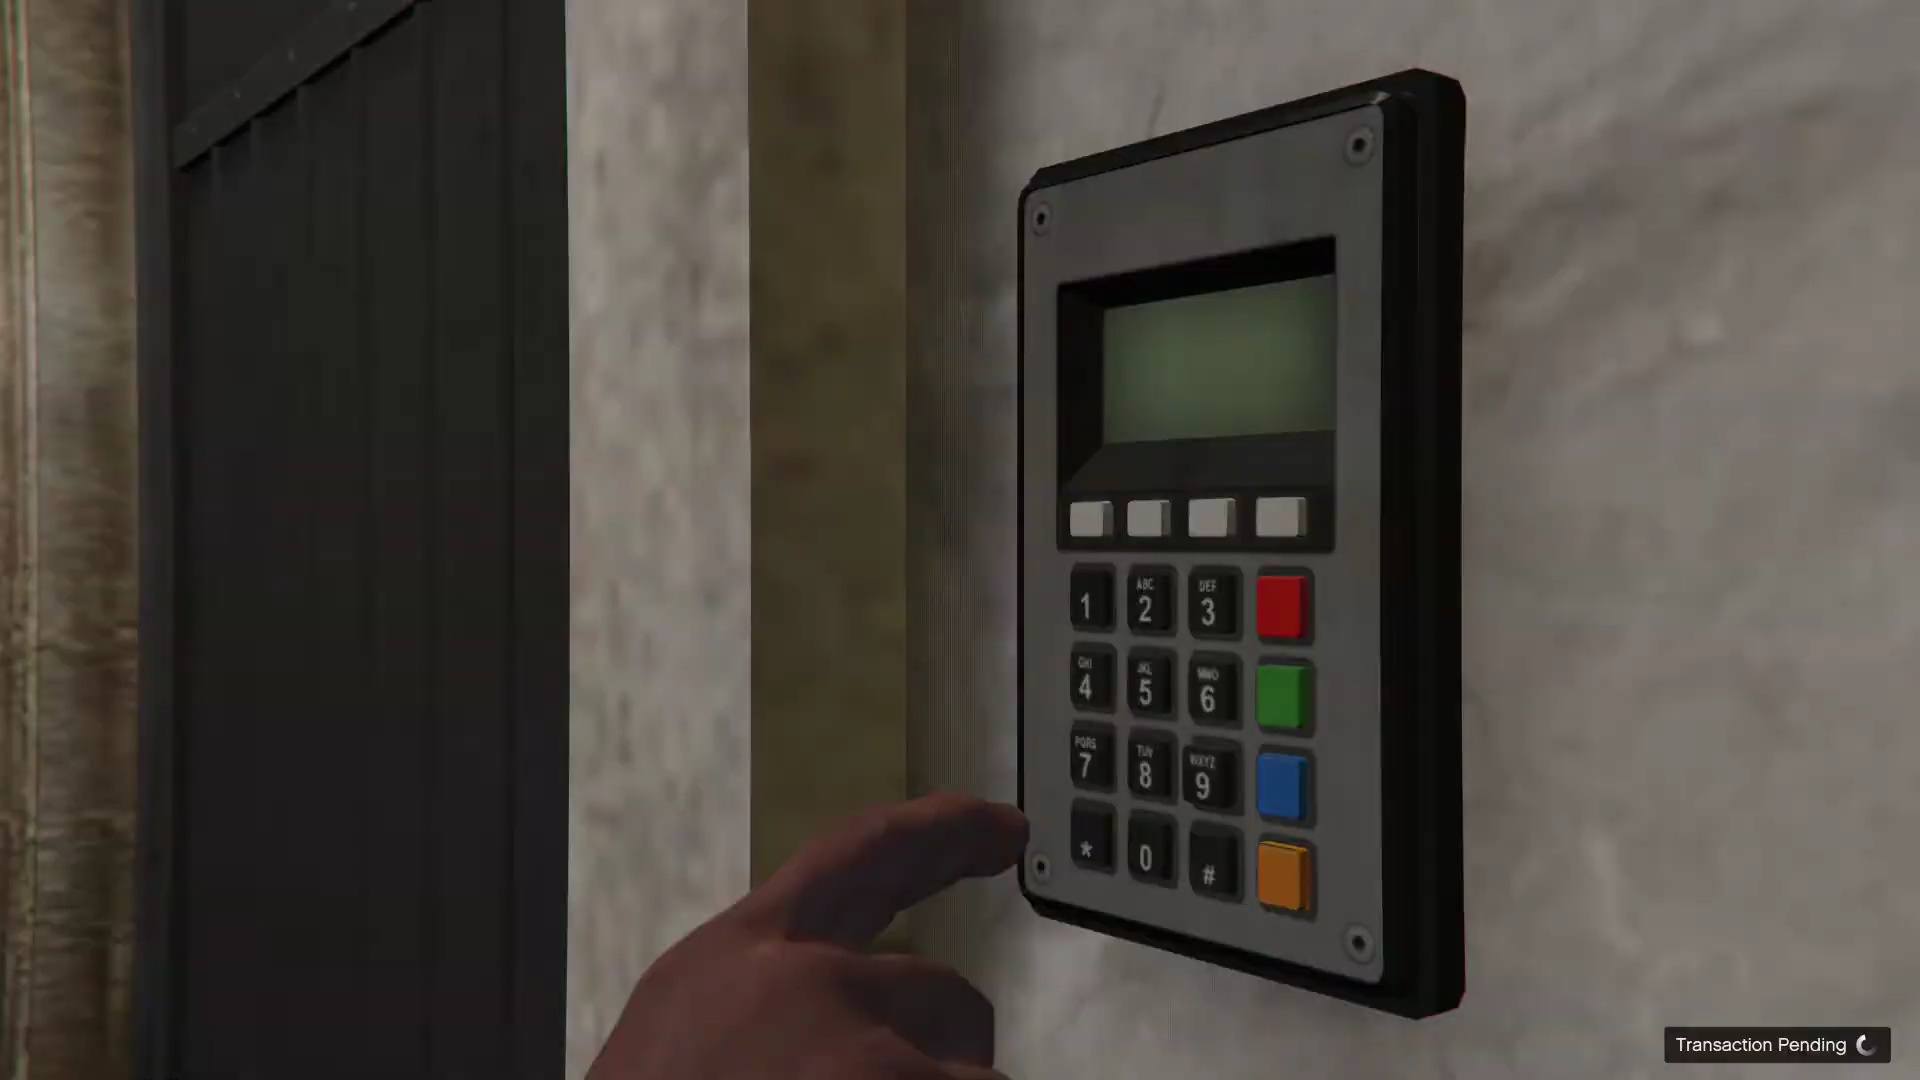 1
ABC
2
DEF
3
GHI
4
JKL
5
MNO
6
PQRS
7
TUV
8
WXYZ
9
*
0
#
Transaction Pending